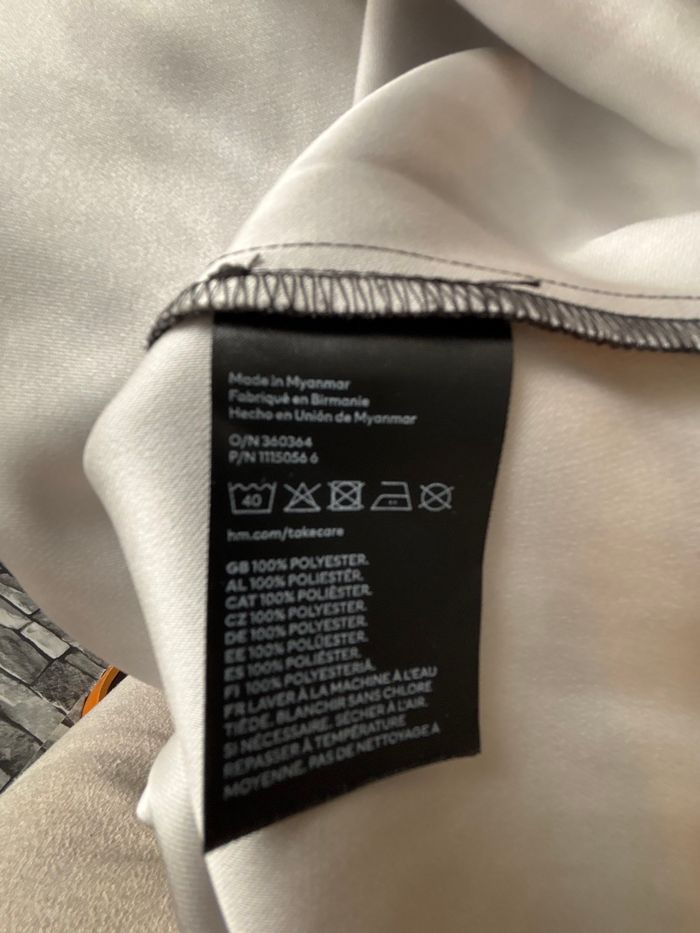 Made in Myanmar
Fabriqué en Birmanie
Hecho en Unión de Myanmar
O/N 360364
P/N 1115056 6
40
hm.com/takecare
GB 100% POLYESTER.
AL 100% POLIESTËR.
CAT 100% POLIÈSTER.
CZ 100% POLYESTER.
DE 100% POLYESTER.
EE 100% POLÜESTER.
ES 100% POLIÉSTER.
FI 100% POLYESTERIÄ.
FR LAVER À LA MACHINE À L'EAU
TIÈDE, BLANCHIR SANS CHLORE
SI NÉCESSAIRE, SÉCHER À L'AIR.
REPASSER À TEMPÉRATURE
MOYENNE, PAS DE NETTOYAGE À